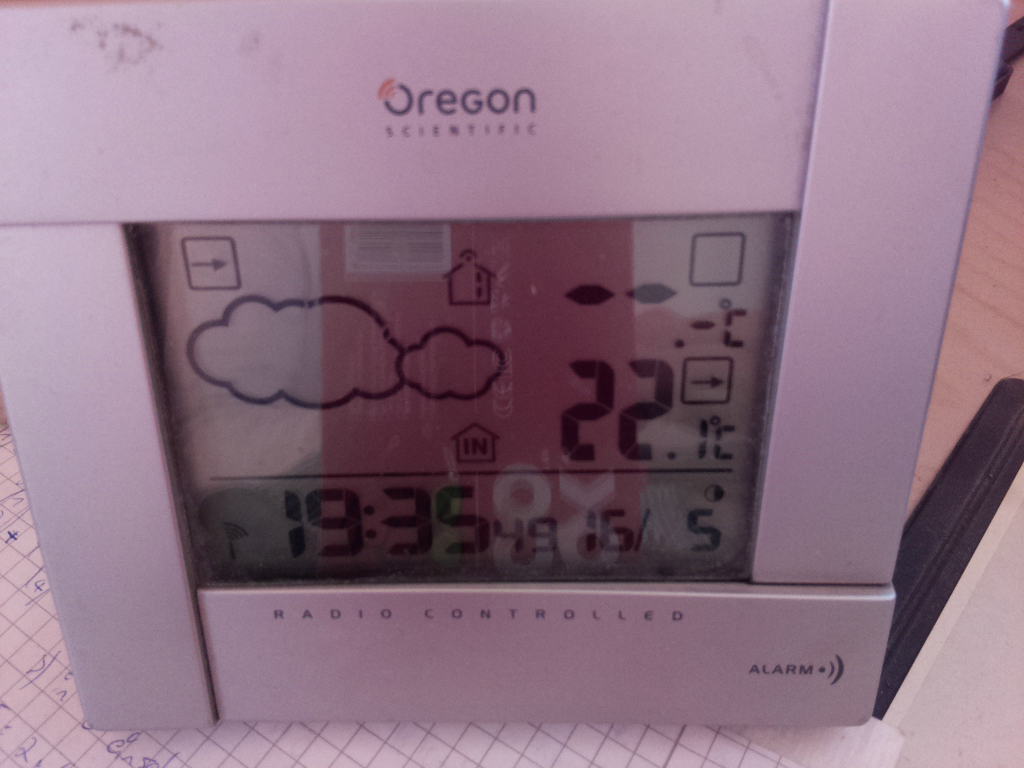 OREGON
SCIENTIFIC
--.-°C
IN
22.1°C
19:35 49 16/ 5
RADIO CONTROLLED
ALARM